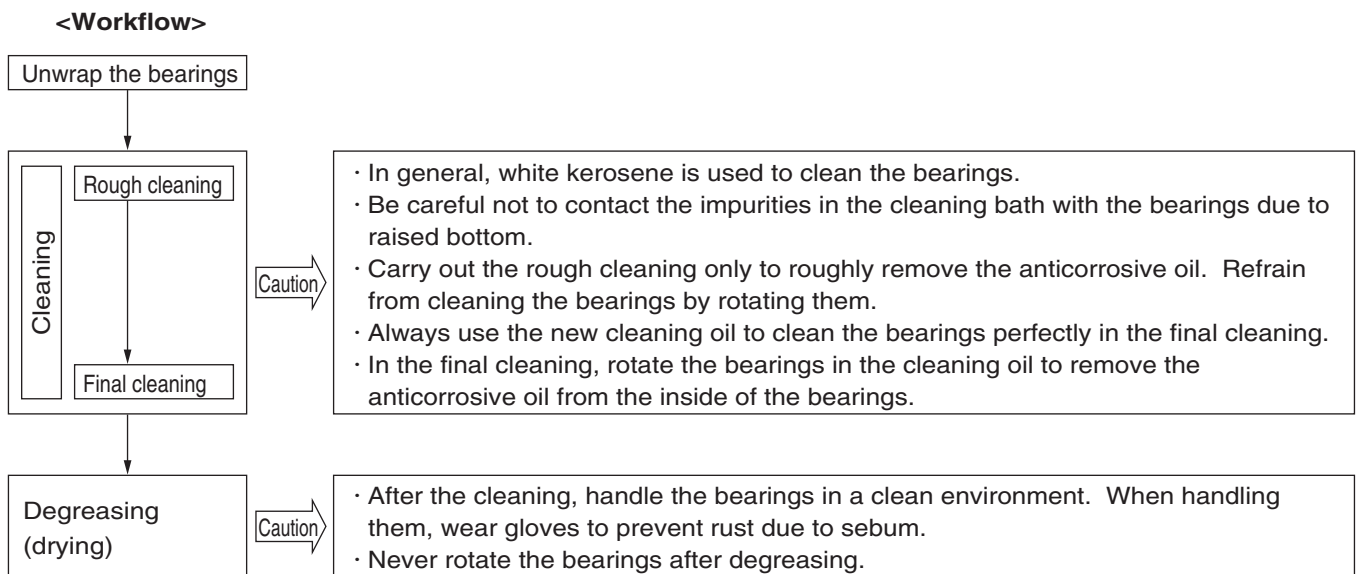 <Workflow>
Unwrap the bearings
Cleaning
Rough cleaning
Final cleaning
Caution
· In general, white kerosene is used to clean the bearings.
· Be careful not to contact the impurities in the cleaning bath with the bearings due to
raised bottom.
· Carry out the rough cleaning only to roughly remove the anticorrosive oil. Refrain
from cleaning the bearings by rotating them.
· Always use the new cleaning oil to clean the bearings perfectly in the final cleaning.
· In the final cleaning, rotate the bearings in the cleaning oil to remove the
anticorrosive oil from the inside of the bearings.
Degreasing
(drying)
Caution
· After the cleaning, handle the bearings in a clean environment. When handling
them, wear gloves to prevent rust due to sebum.
· Never rotate the bearings after degreasing.